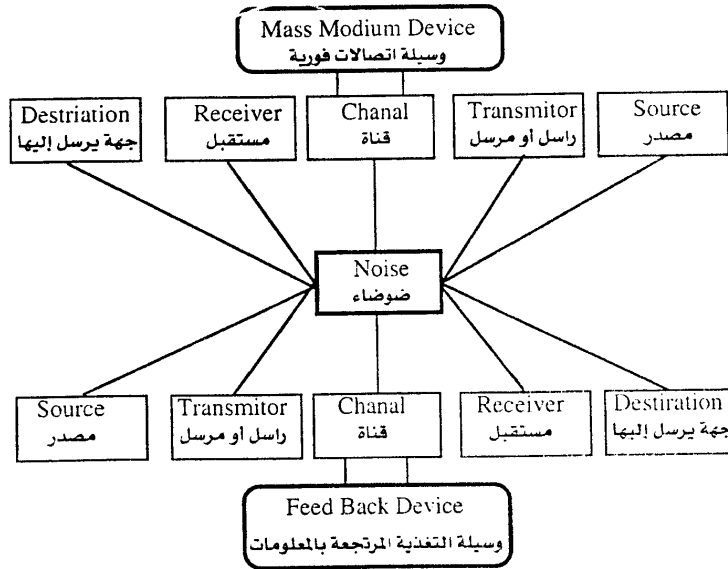 Mass Modium Device
وسيلة اتصالات فورية
Destriation
جهة يرسل إليها
Receiver
مستقبل
Chanal
قناة
Transmitor
راسل أو مرسل
Source
مصدر
Noise
ضوضاء
Source
مصدر
Transmitor
راسل أو مرسل
Chanal
قناة
Receiver
مستقبل
Destiration
جهة يرسل إليها
Feed Back Device
وسيلة التغذية المرتجعة بالمعلومات